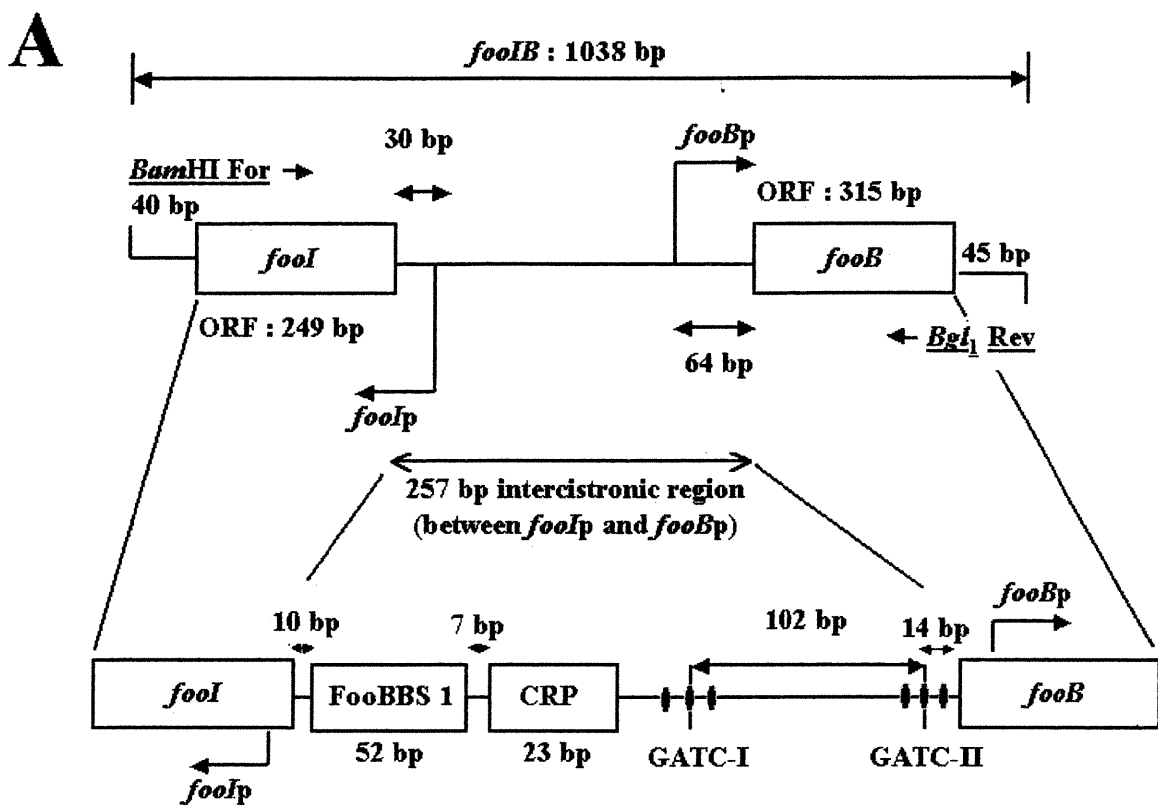 A
fooIB : 1038 bp
30 bp
fooBp
BamHI For
40 bp
ORF : 315 bp
fooI
fooB
45 bp
ORF : 249 bp
64 bp
Bgl1 Rev
fooIp
257 bp intercistronic region
(between fooIp and fooBp)
fooBp
10 bp
7 bp
102 bp
14 bp
fooI
FooBBS 1
CRP
fooB
52 bp
23 bp
GATC-I
GATC-II
fooIp